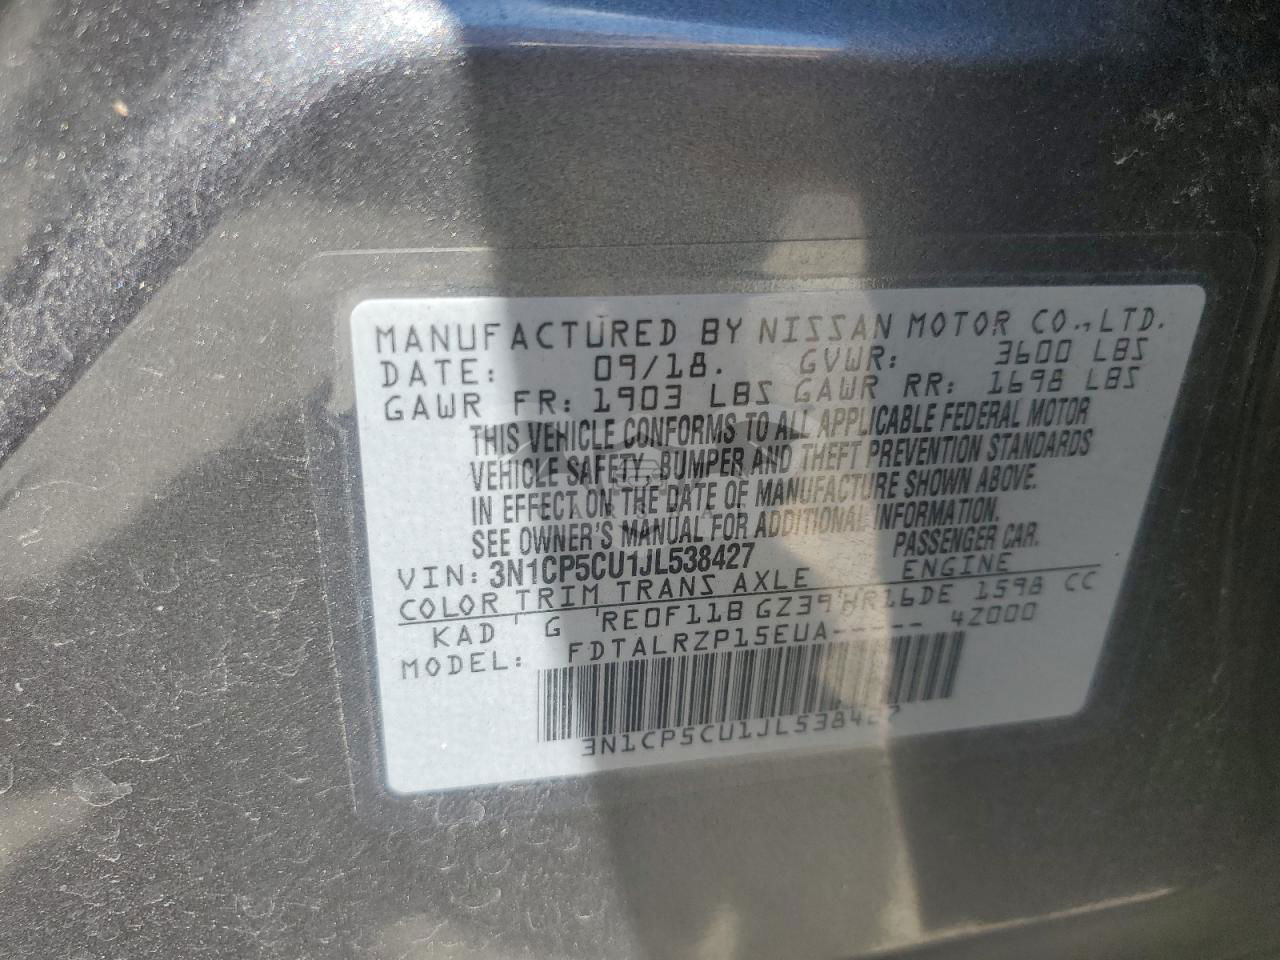 MANUFACTURED BY NISSAN MOTOR CO., LTD.
DATE: 09/18. GVWR: 3600 LBS
GAWR FR: 1903 LBS GAWR RR: 1698 LBS
THIS VEHICLE CONFORMS TO ALL APPLICABLE FEDERAL MOTOR
VEHICLE SAFETY, BUMPER AND THEFT PREVENTION STANDARDS
IN EFFECT ON THE DATE OF MANUFACTURE SHOWN ABOVE.
SEE OWNER'S MANUAL FOR ADDITIONAL INFORMATION.
VIN: 3N1CP5CU1JL538427 PASSENGER CAR.
COLOR TRIM TRANS AXLE ENGINE
KAD G RE0F11B GZ39 HR16DE 1598 CC
MODEL: FDTALRZP15EUA----- 4Z000
3N1CP5CU1JL538427